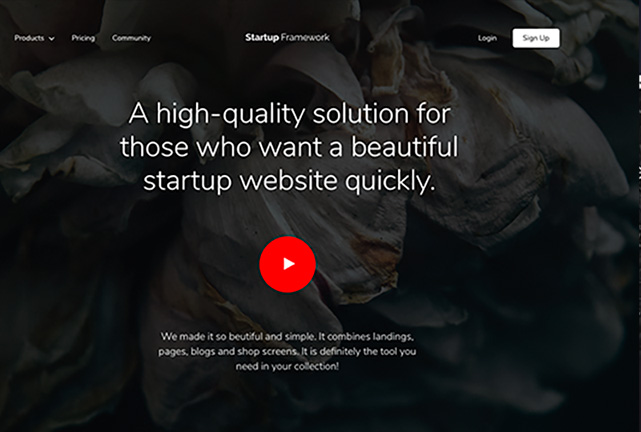 Products Pricing Community Startup Framework Login Sign Up
A high-quality solution for
those who want a beautiful
startup website quickly.
We made it so beutiful and simple. It combines landings,
pages, blogs and shop screens. It is definitely the tool you
need in your collection!